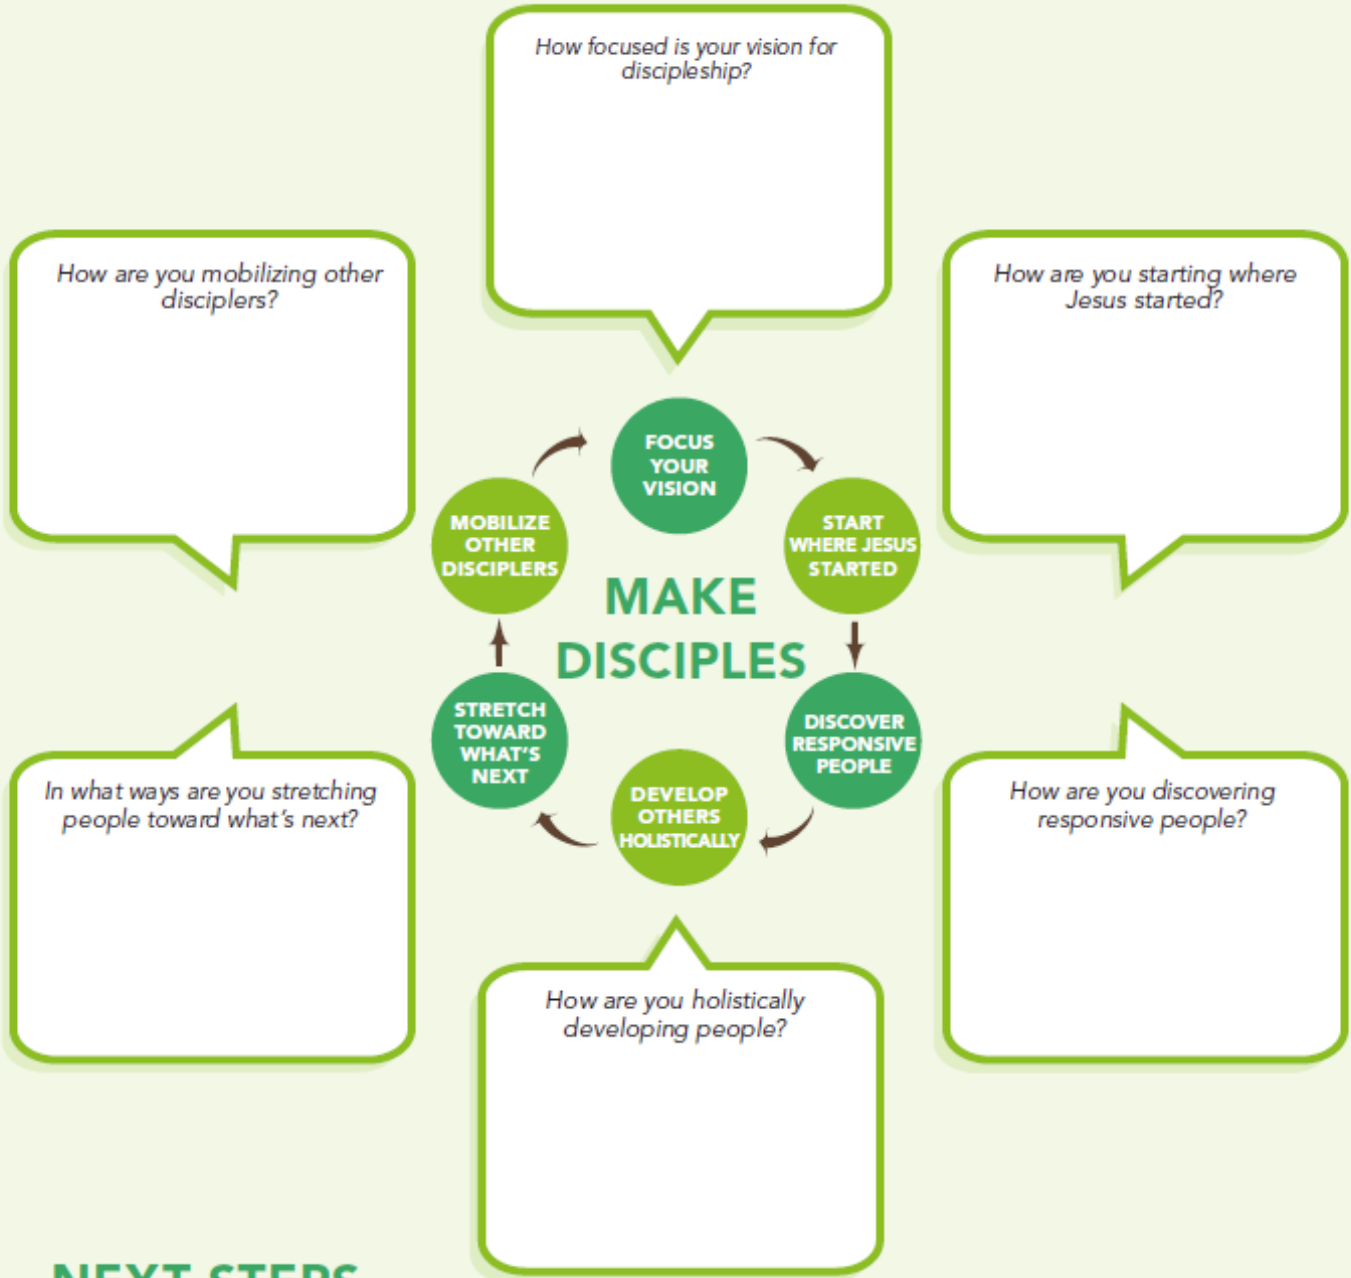 How focused is your vision for
discipleship?
How are you mobilizing other
disciplers?
How are you starting where
Jesus started?
FOCUS
YOUR
VISION
MOBILIZE
OTHER
DISCIPLERS
START
WHERE JESUS
STARTED
MAKE
DISCIPLES
STRETCH
TOWARD
WHAT'S
NEXT
DISCOVER
RESPONSIVE
PEOPLE
DEVELOP
OTHERS
HOLISTICALLY
In what ways are you stretching
people toward what's next?
How are you discovering
responsive people?
How are you holistically
developing people?
NEXT STEPS